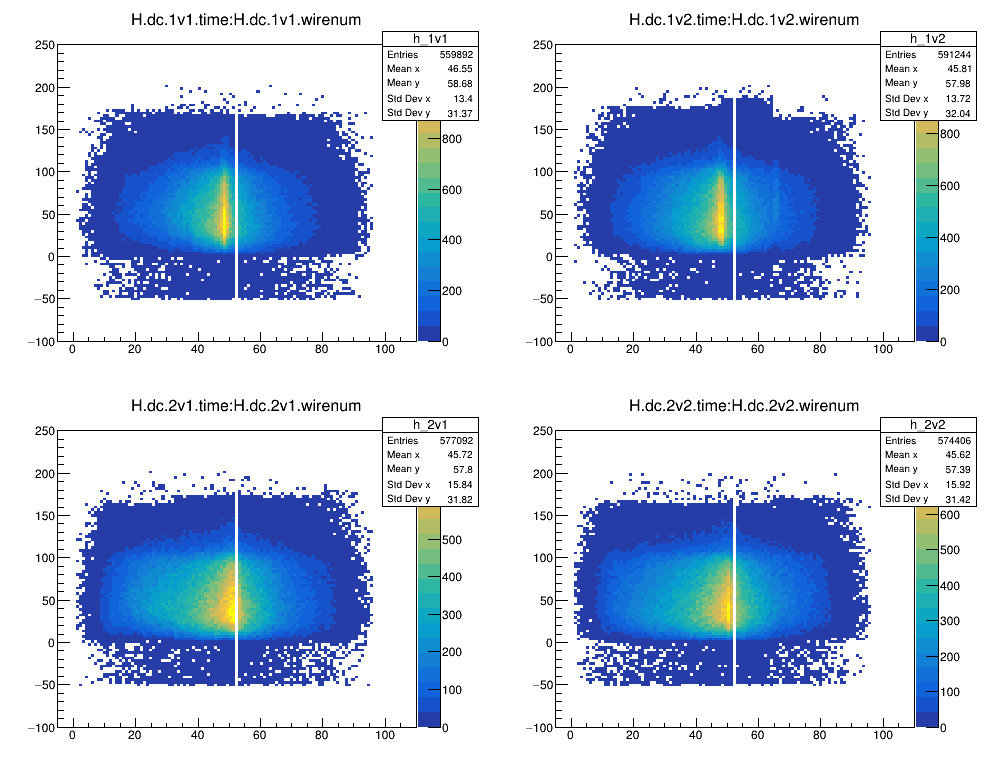 H.dc.1v1.time:H.dc.1v1.wirenum
h_1v1
Entries 559892
Mean x 46.55
Mean y 58.68
Std Dev x 13.4
Std Dev y 31.37
250
200
150
100
50
0
−50
−100
0 20 40 60 80 100
800
600
400
200
0
H.dc.1v2.time:H.dc.1v2.wirenum
h_1v2
Entries 591244
Mean x 45.81
Mean y 57.98
Std Dev x 13.72
Std Dev y 32.04
250
200
150
100
50
0
−50
−100
0 20 40 60 80 100
800
600
400
200
0
H.dc.2v1.time:H.dc.2v1.wirenum
h_2v1
Entries 577092
Mean x 45.72
Mean y 57.8
Std Dev x 15.84
Std Dev y 31.82
250
200
150
100
50
0
−50
−100
0 20 40 60 80 100
500
400
300
200
100
0
H.dc.2v2.time:H.dc.2v2.wirenum
h_2v2
Entries 574406
Mean x 45.62
Mean y 57.39
Std Dev x 15.92
Std Dev y 31.42
250
200
150
100
50
0
−50
−100
0 20 40 60 80 100
600
500
400
300
200
100
0